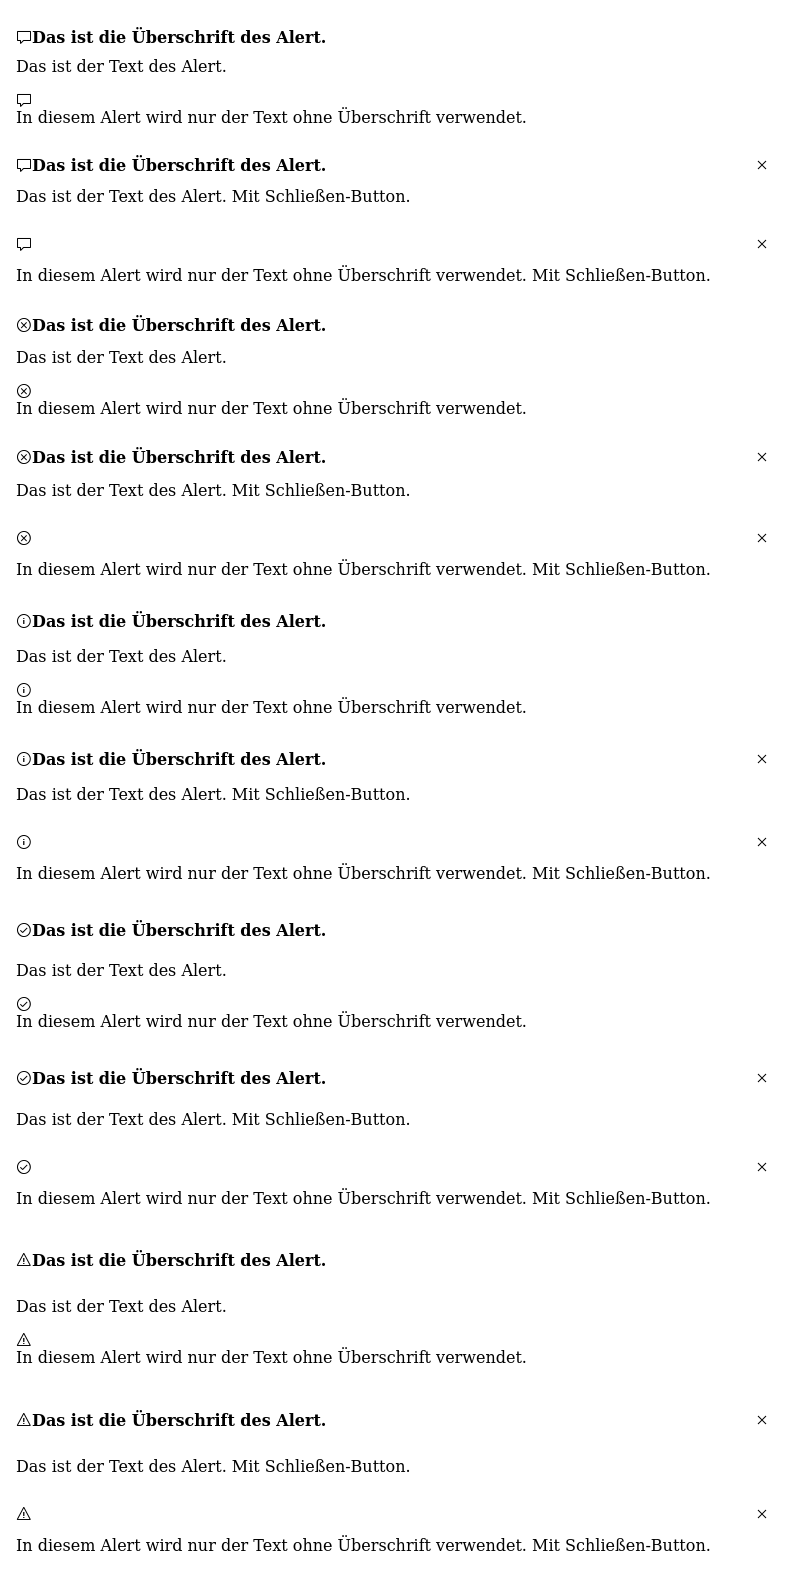 Das ist die Überschrift des Alert.
Das ist der Text des Alert.
In diesem Alert wird nur der Text ohne Überschrift verwendet.
Das ist die Überschrift des Alert.
Das ist der Text des Alert. Mit Schließen-Button.
In diesem Alert wird nur der Text ohne Überschrift verwendet. Mit Schließen-Button.
Das ist die Überschrift des Alert.
Das ist der Text des Alert.
In diesem Alert wird nur der Text ohne Überschrift verwendet.
Das ist die Überschrift des Alert.
Das ist der Text des Alert. Mit Schließen-Button.
In diesem Alert wird nur der Text ohne Überschrift verwendet. Mit Schließen-Button.
Das ist die Überschrift des Alert.
Das ist der Text des Alert.
In diesem Alert wird nur der Text ohne Überschrift verwendet.
Das ist die Überschrift des Alert.
Das ist der Text des Alert. Mit Schließen-Button.
In diesem Alert wird nur der Text ohne Überschrift verwendet. Mit Schließen-Button.
Das ist die Überschrift des Alert.
Das ist der Text des Alert.
In diesem Alert wird nur der Text ohne Überschrift verwendet.
Das ist die Überschrift des Alert.
Das ist der Text des Alert. Mit Schließen-Button.
In diesem Alert wird nur der Text ohne Überschrift verwendet. Mit Schließen-Button.
Das ist die Überschrift des Alert.
Das ist der Text des Alert.
In diesem Alert wird nur der Text ohne Überschrift verwendet.
Das ist die Überschrift des Alert.
Das ist der Text des Alert. Mit Schließen-Button.
In diesem Alert wird nur der Text ohne Überschrift verwendet. Mit Schließen-Button.